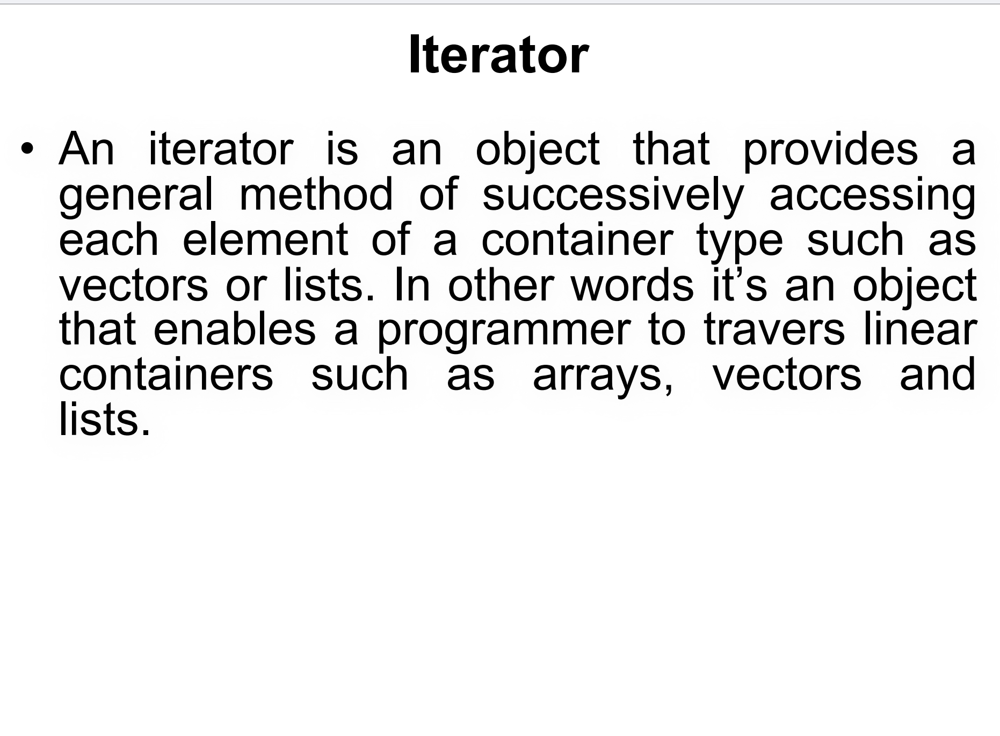 Iterator
• An iterator is an object that provides a
general method of successively accessing
each element of a container type such as
vectors or lists. In other words it’s an object
that enables a programmer to travers linear
containers such as arrays, vectors and
lists.